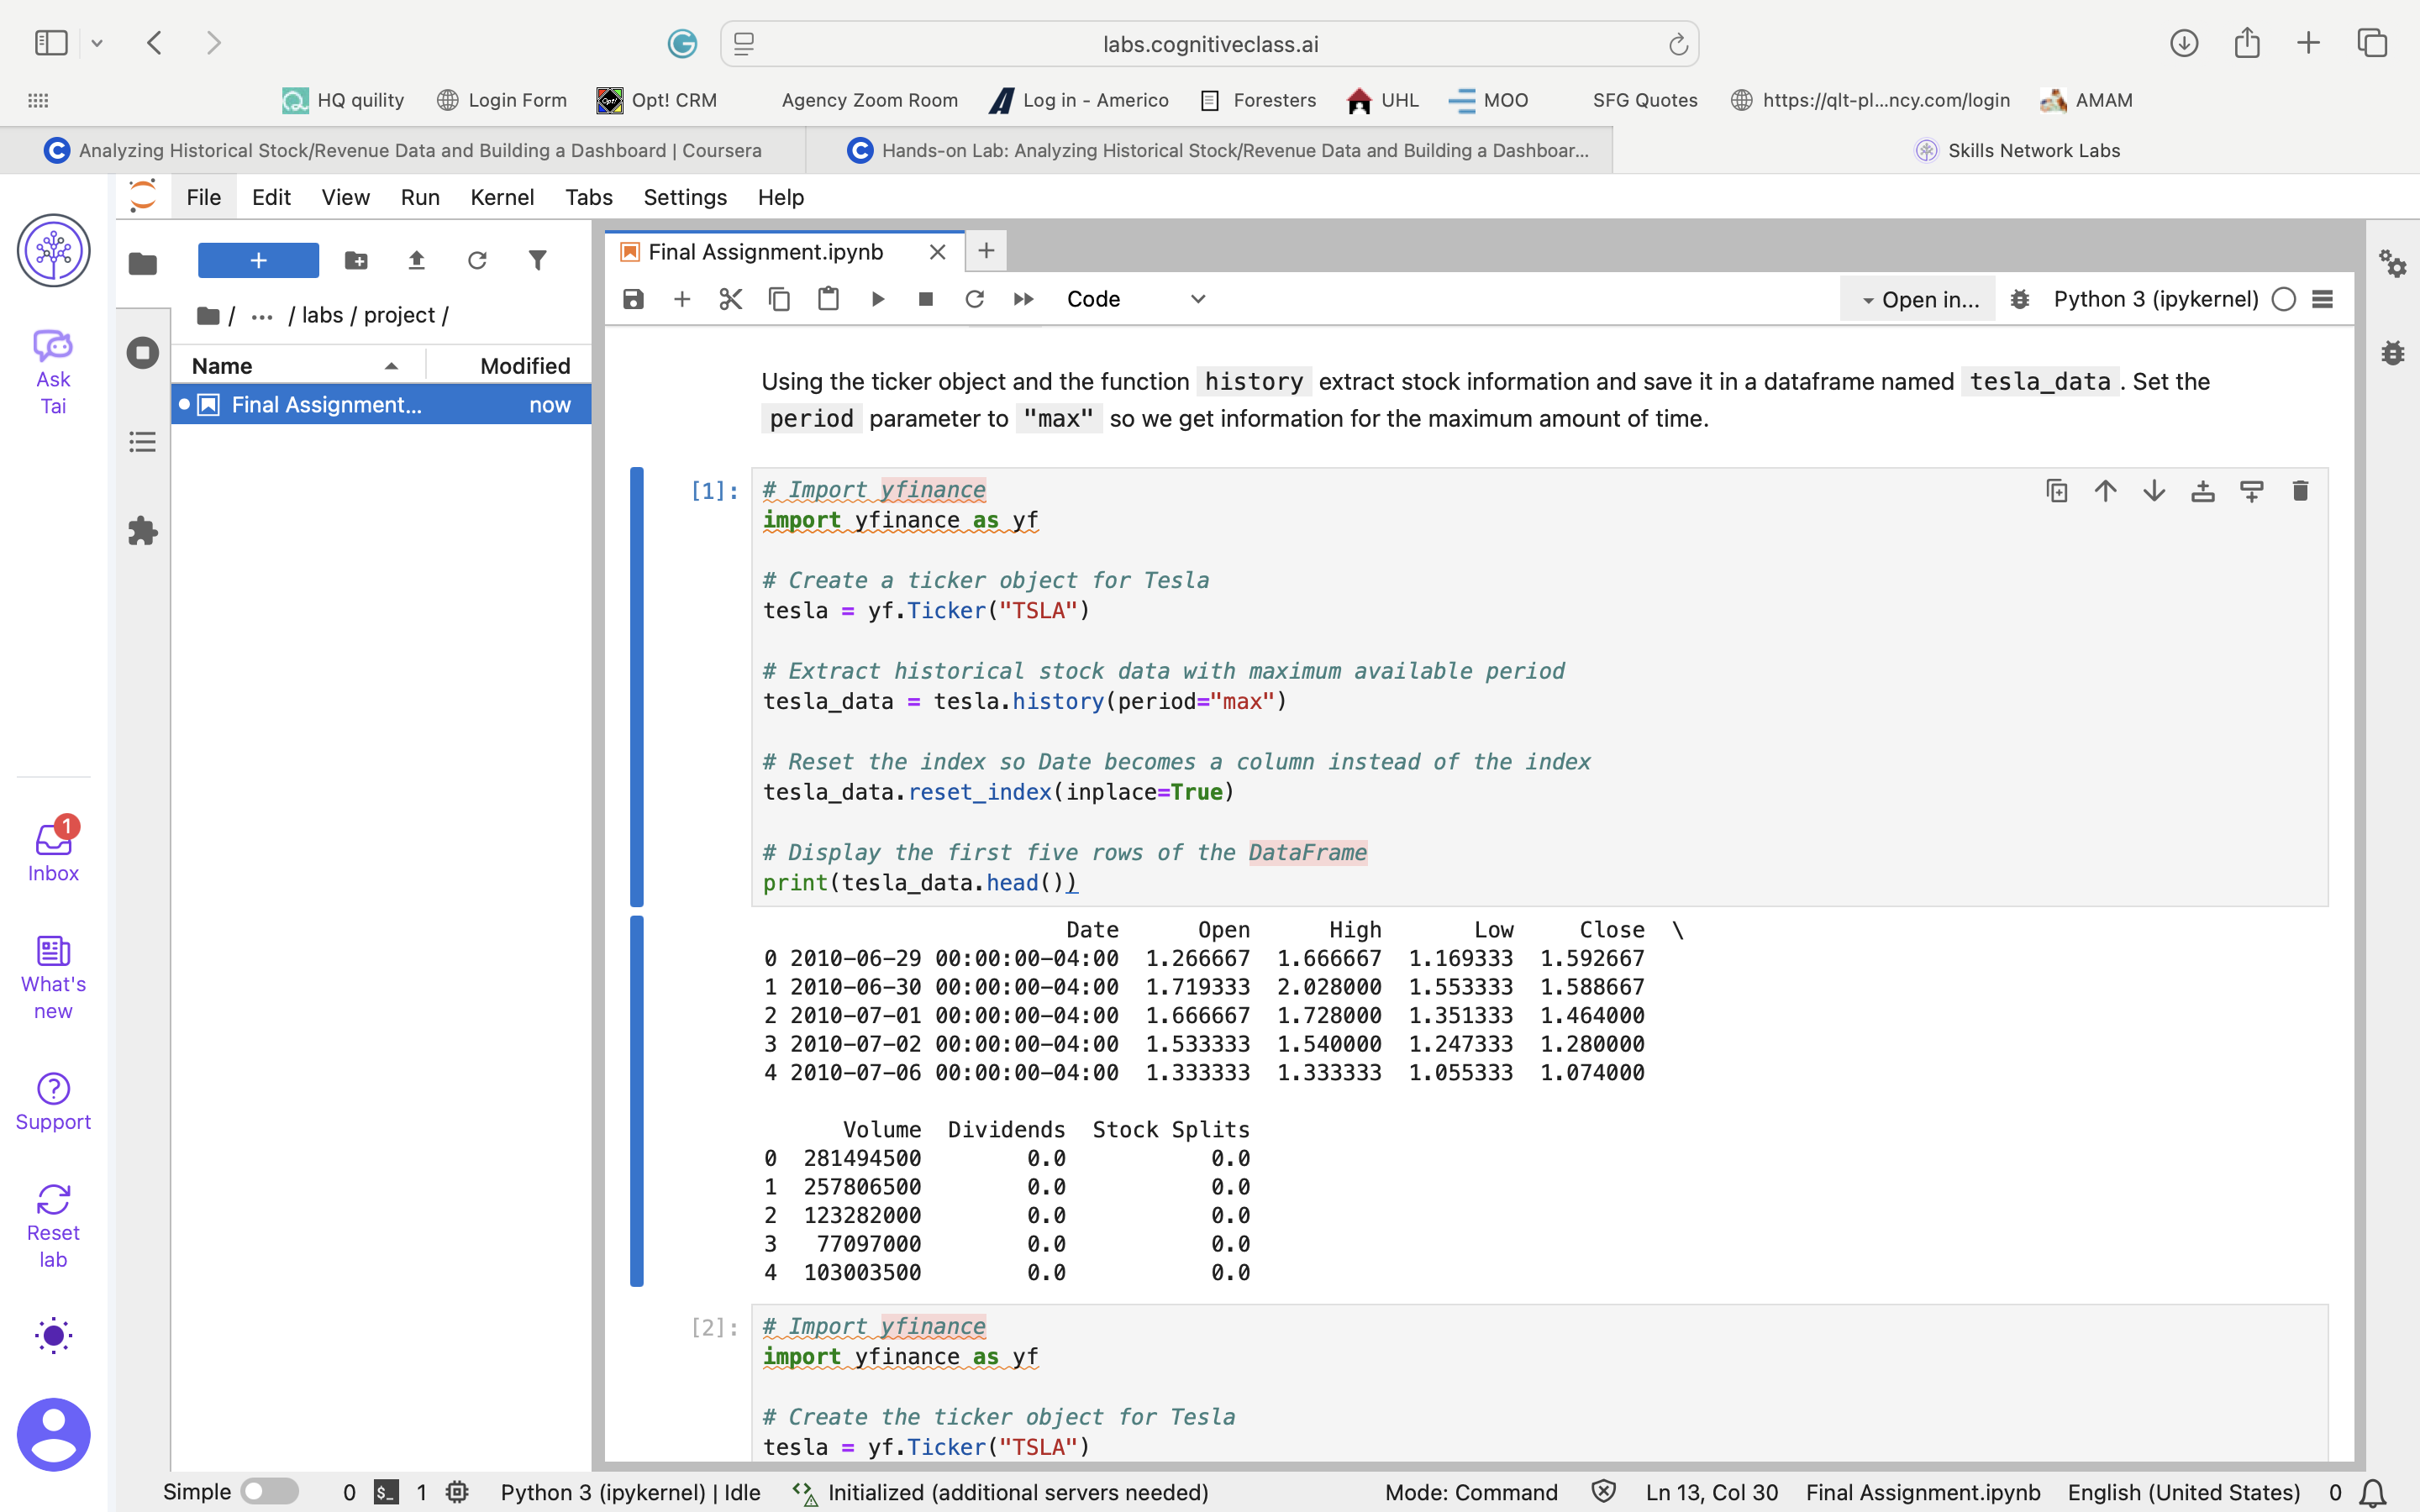 labs.cognitiveclass.ai
HQ quility
Login Form
Opt! CRM
Agency Zoom Room
Log in - Americo
Foresters
UHL
MOO
SFG Quotes
https://qlt-pl...ncy.com/login
AMAM
Analyzing Historical Stock/Revenue Data and Building a Dashboard | Coursera
Hands-on Lab: Analyzing Historical Stock/Revenue Data and Building a Dashboar...
Skills Network Labs
File Edit View Run Kernel Tabs Settings Help
Ask
Tai
1
Inbox
What's
new
Support
Reset
lab
/ ... / labs / project /
Name Modified
Final Assignment... now
Final Assignment.ipynb
Code
Open in...
Python 3 (ipykernel)
Using the ticker object and the function history extract stock information and save it in a dataframe named tesla_data . Set the
period parameter to "max" so we get information for the maximum amount of time.
[1]: # Import yfinance
import yfinance as yf
# Create a ticker object for Tesla
tesla = yf.Ticker("TSLA")
# Extract historical stock data with maximum available period
tesla_data = tesla.history(period="max")
# Reset the index so Date becomes a column instead of the index
tesla_data.reset_index(inplace=True)
# Display the first five rows of the DataFrame
print(tesla_data.head())
Date Open High Low Close \
0 2010-06-29 00:00:00-04:00 1.266667 1.666667 1.169333 1.592667
1 2010-06-30 00:00:00-04:00 1.719333 2.028000 1.553333 1.588667
2 2010-07-01 00:00:00-04:00 1.666667 1.728000 1.351333 1.464000
3 2010-07-02 00:00:00-04:00 1.533333 1.540000 1.247333 1.280000
4 2010-07-06 00:00:00-04:00 1.333333 1.333333 1.055333 1.074000
Volume Dividends Stock Splits
0 281494500 0.0 0.0
1 257806500 0.0 0.0
2 123282000 0.0 0.0
3 77097000 0.0 0.0
4 103003500 0.0 0.0
[2]: # Import yfinance
import yfinance as yf
# Create the ticker object for Tesla
tesla = yf.Ticker("TSLA")
Simple 0 $_ 1 Python 3 (ipykernel) | Idle Initialized (additional servers needed) Mode: Command Ln 13, Col 30 Final Assignment.ipynb English (United States) 0